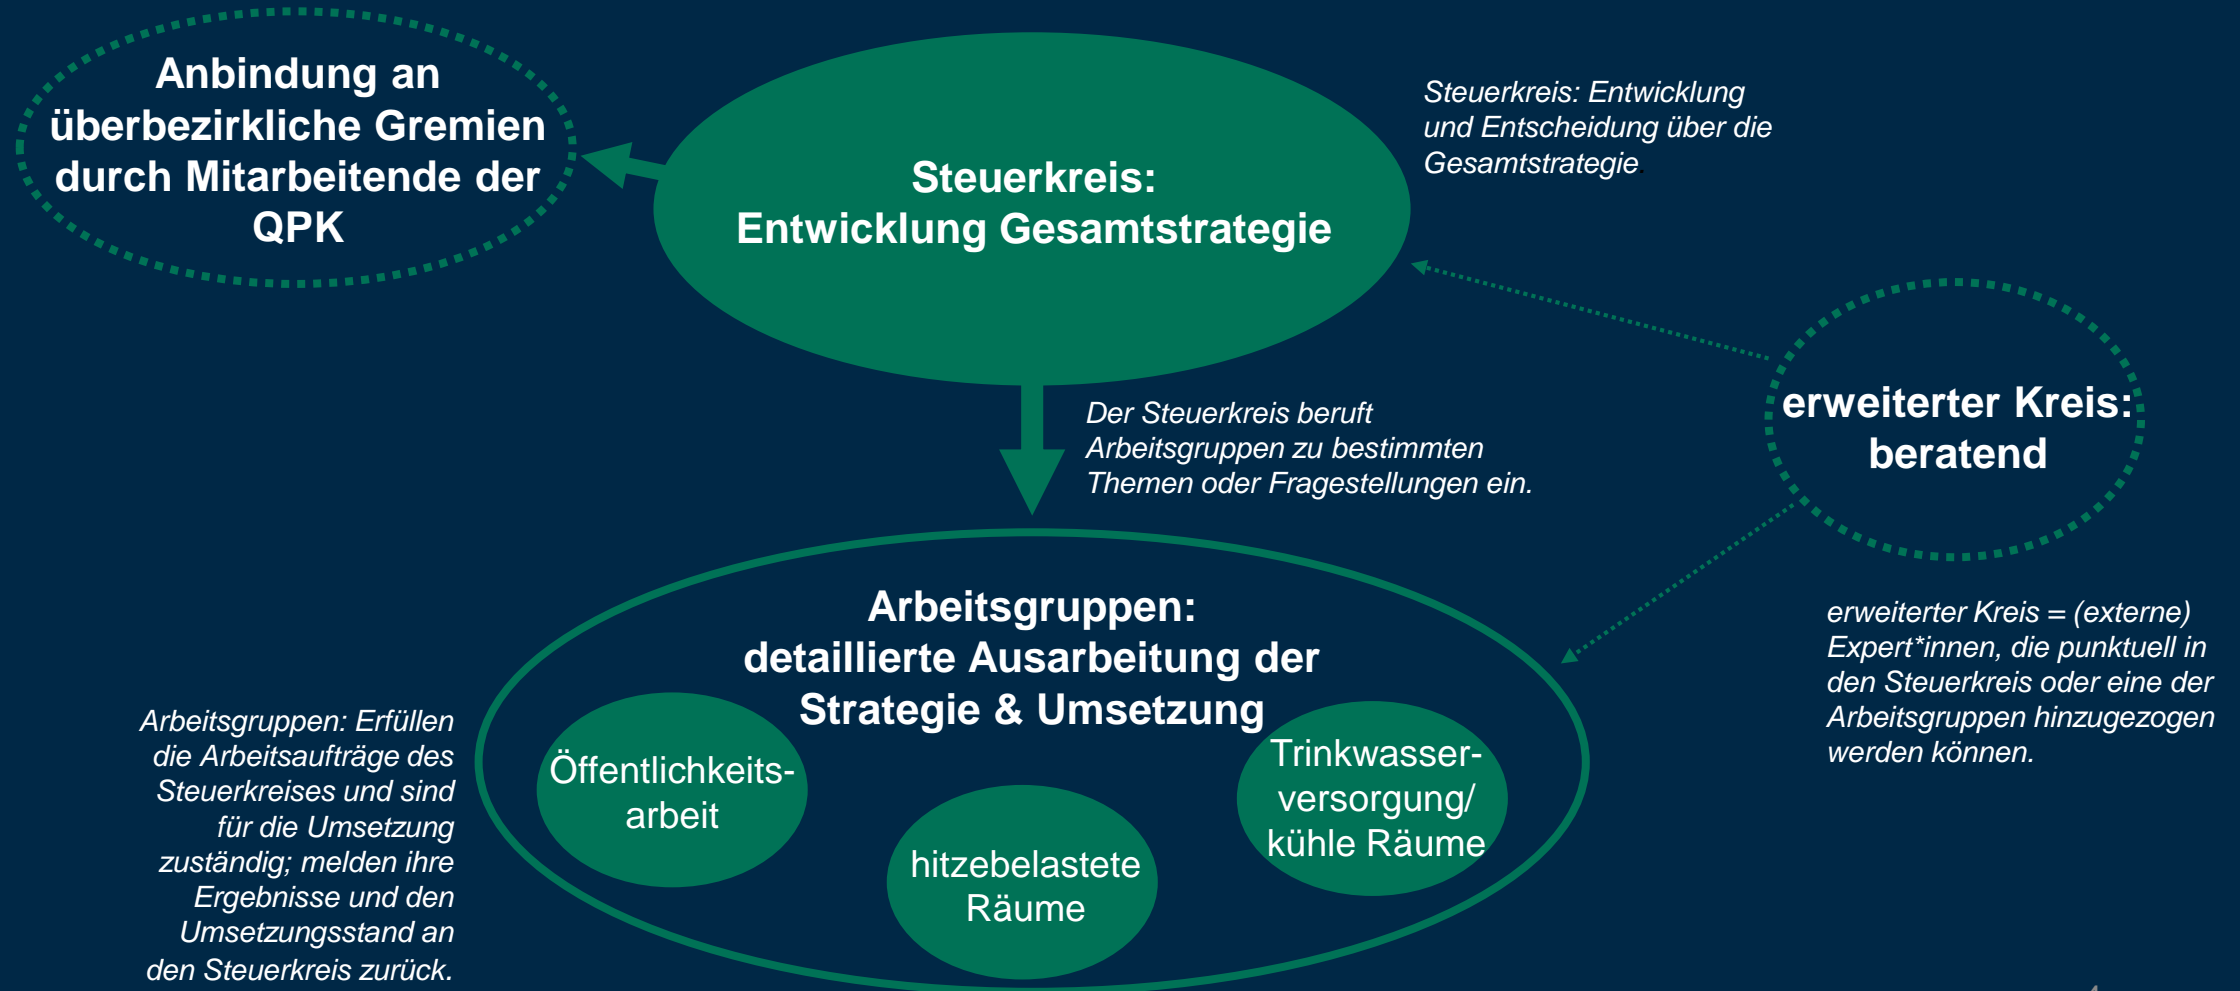 Anbindung an
überbezirkliche Gremien
durch Mitarbeitende der
QPK
Steuerkreis:
Entwicklung Gesamtstrategie
Steuerkreis: Entwicklung
und Entscheidung über die
Gesamtstrategie.
Der Steuerkreis beruft
Arbeitsgruppen zu bestimmten
Themen oder Fragestellungen ein.
erweiterter Kreis:
beratend
erweiterter Kreis = (externe)
Expert*innen, die punktuell in
den Steuerkreis oder eine der
Arbeitsgruppen hinzugezogen
werden können.
Arbeitsgruppen:
detaillierte Ausarbeitung der
Strategie & Umsetzung
Öffentlichkeits-
arbeit
hitzebelastete
Räume
Trinkwasser-
versorgung/
kühle Räume
Arbeitsgruppen: Erfüllen
die Arbeitsaufträge des
Steuerkreises und sind
für die Umsetzung
zuständig; melden ihre
Ergebnisse und den
Umsetzungsstand an
den Steuerkreis zurück.